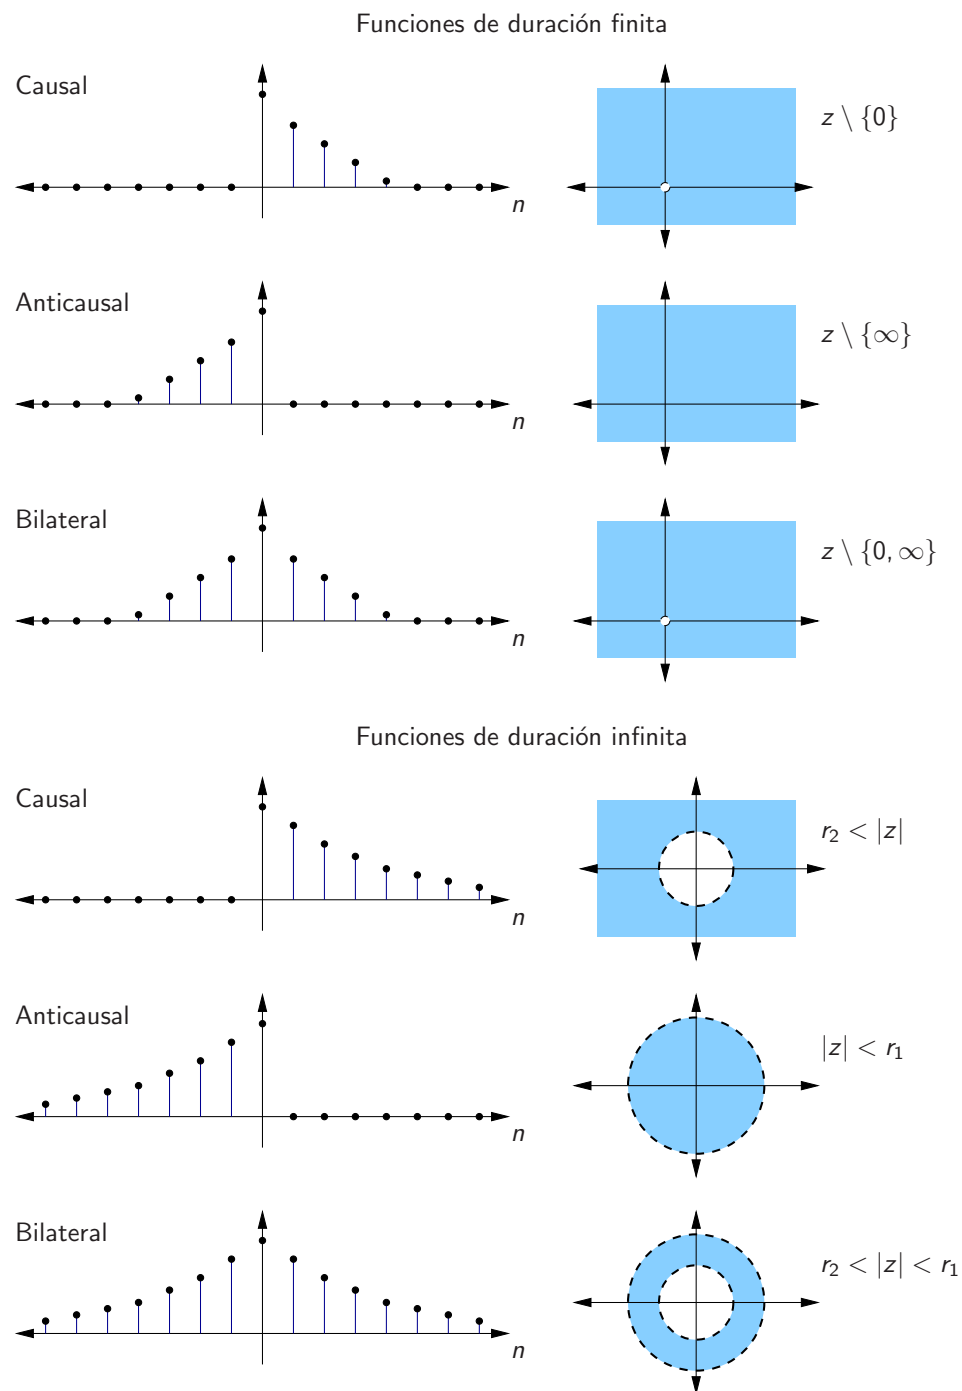 Funciones de duración finita
Causal
z \ {0}
n
Anticausal
z \ {∞}
n
Bilateral
z \ {0, ∞}
n
Funciones de duración infinita
Causal
r₂ < |z|
n
Anticausal
|z| < r₁
n
Bilateral
r₂ < |z| < r₁
n